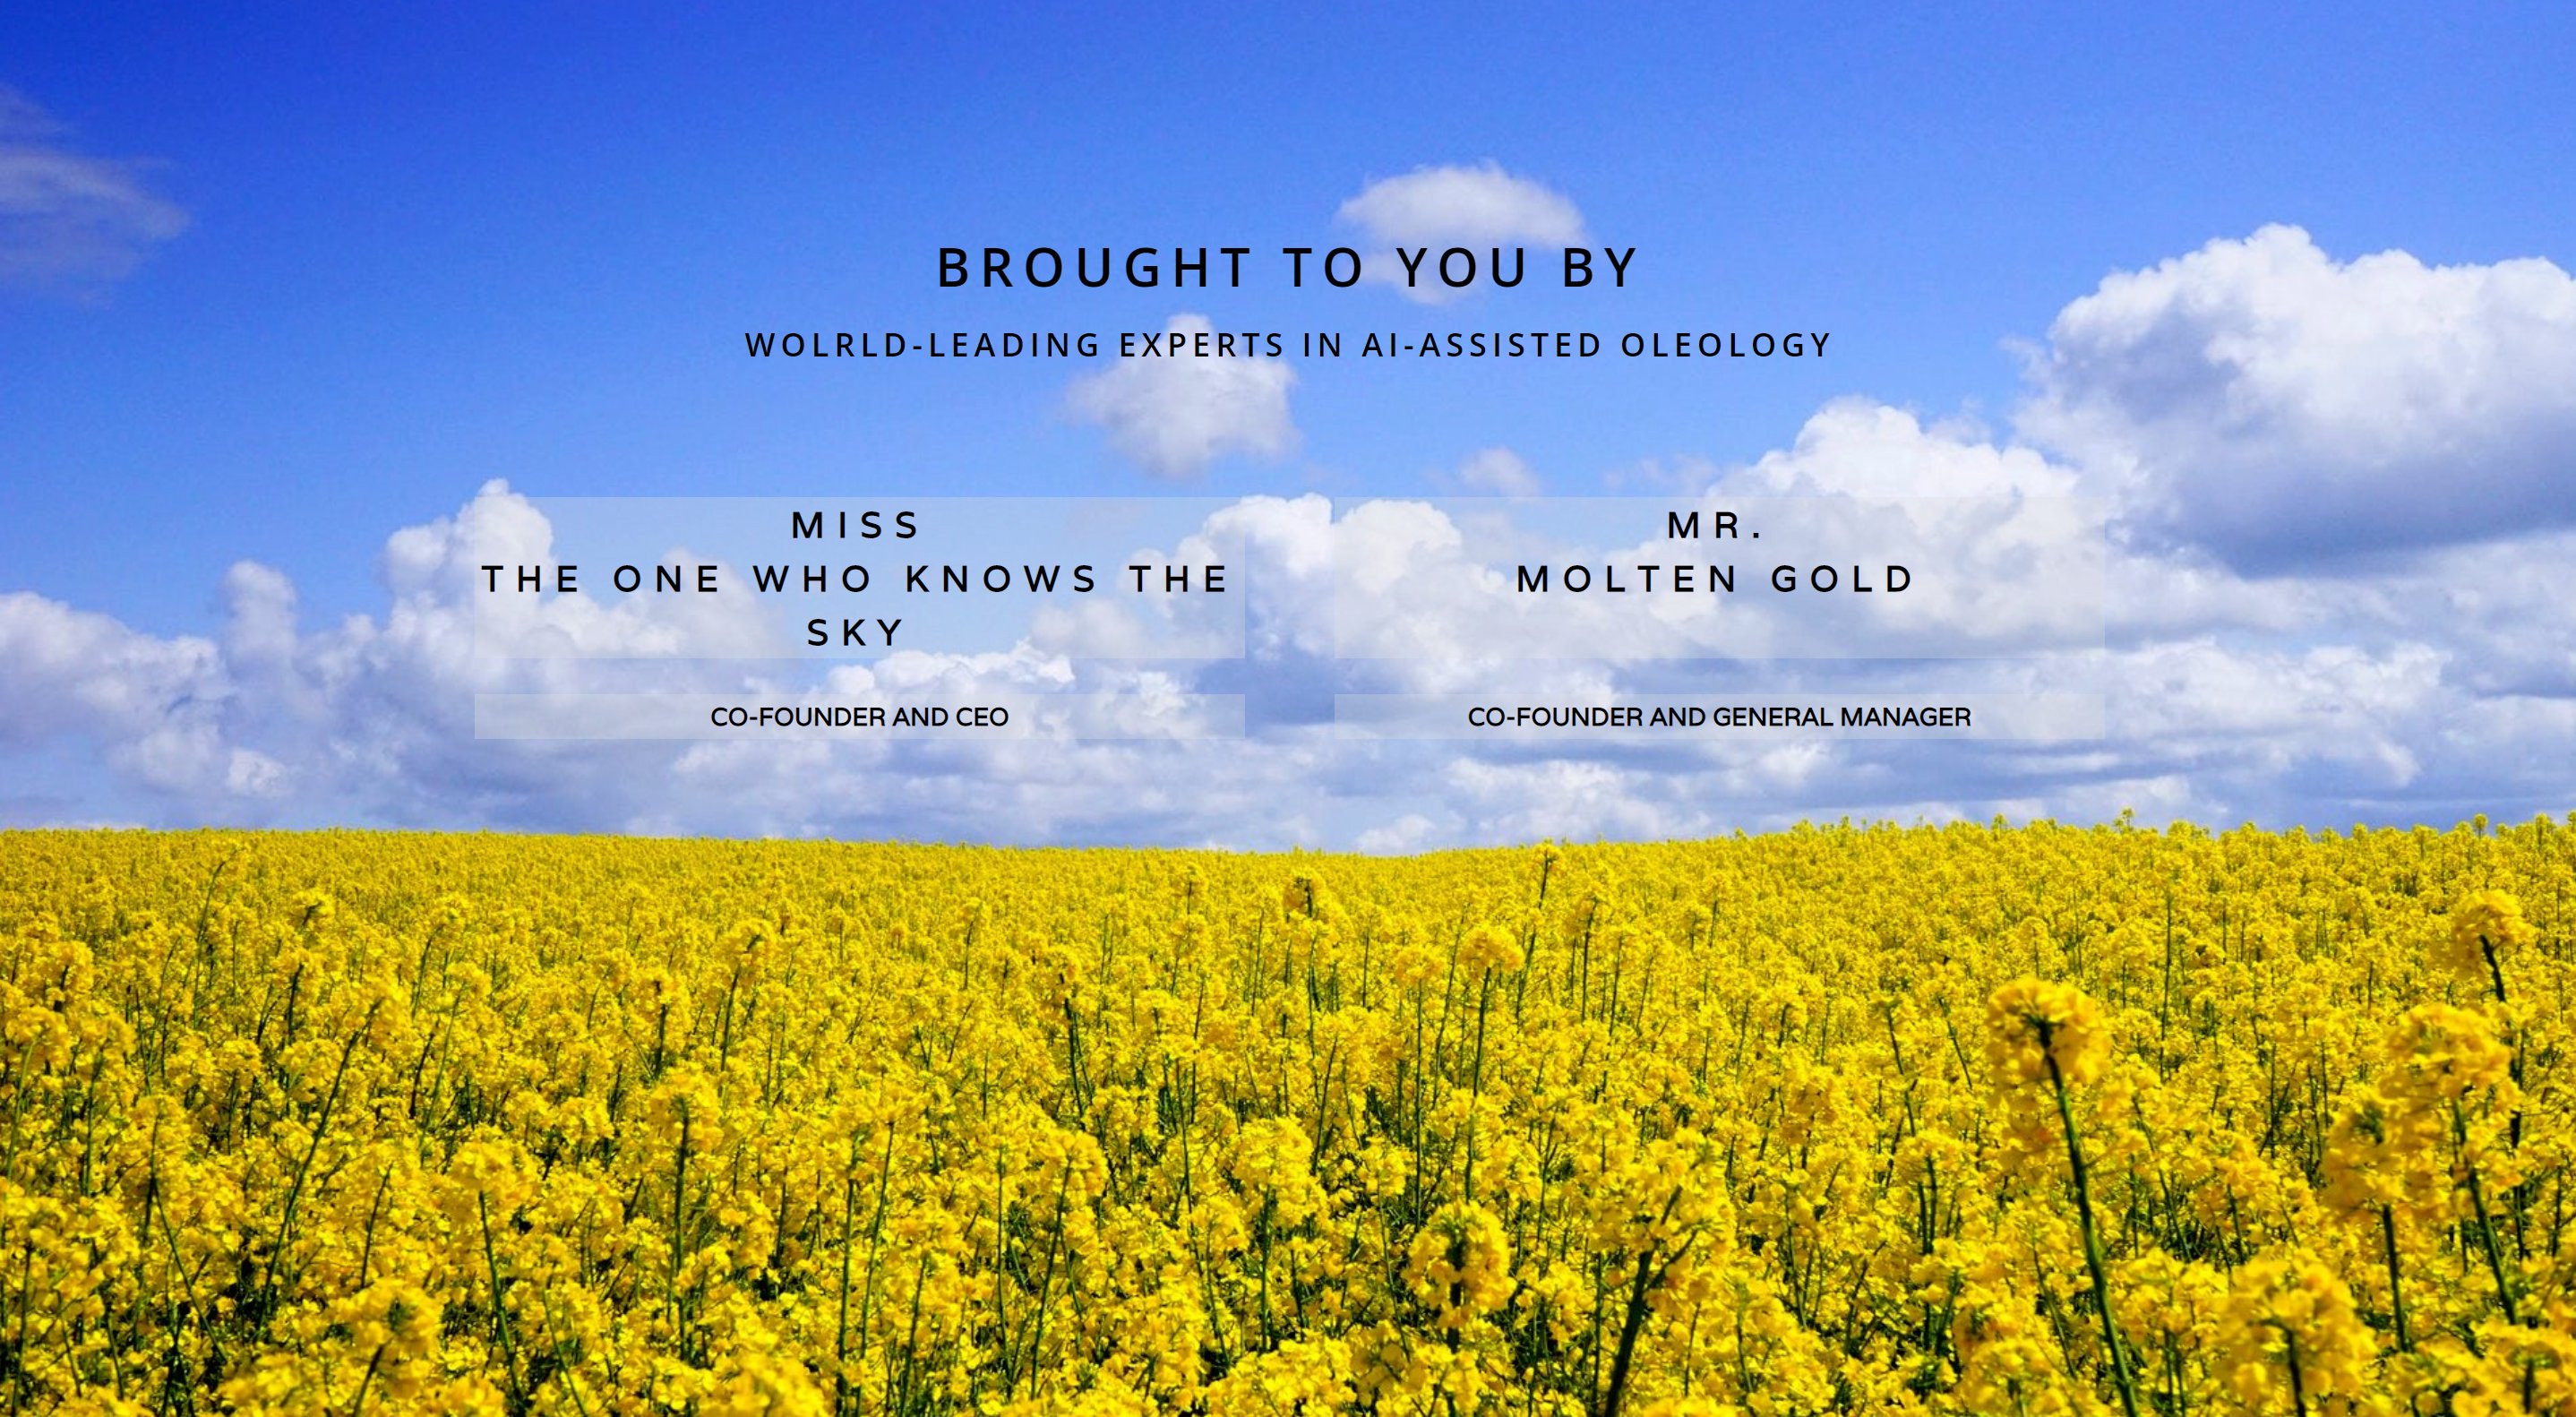 BROUGHT TO YOU BY
WOLRLD-LEADING EXPERTS IN AI-ASSISTED OLEOLOGY
MISS
THE ONE WHO KNOWS THE
SKY
CO-FOUNDER AND CEO
MR.
MOLTEN GOLD
CO-FOUNDER AND GENERAL MANAGER